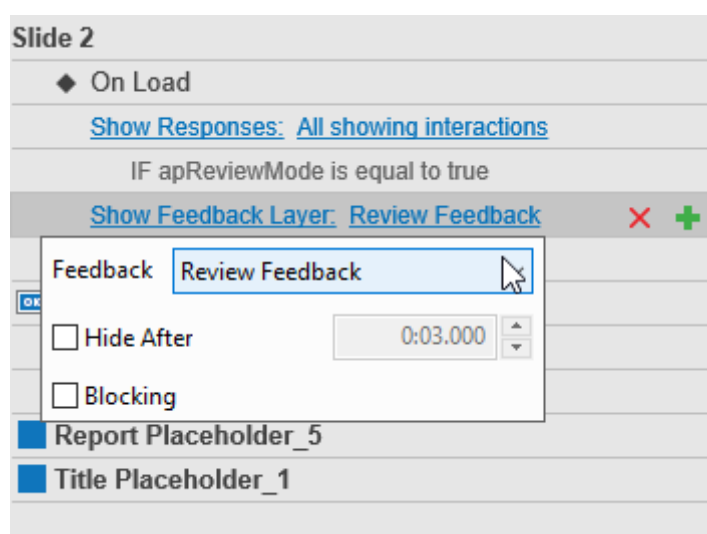 Slide 2
On Load
Show Responses: All showing interactions
IF apReviewMode is equal to true
Show Feedback Layer: Review Feedback
Feedback Review Feedback
OK
Hide After 0:03.000
Blocking
Report Placeholder_5
Title Placeholder_1